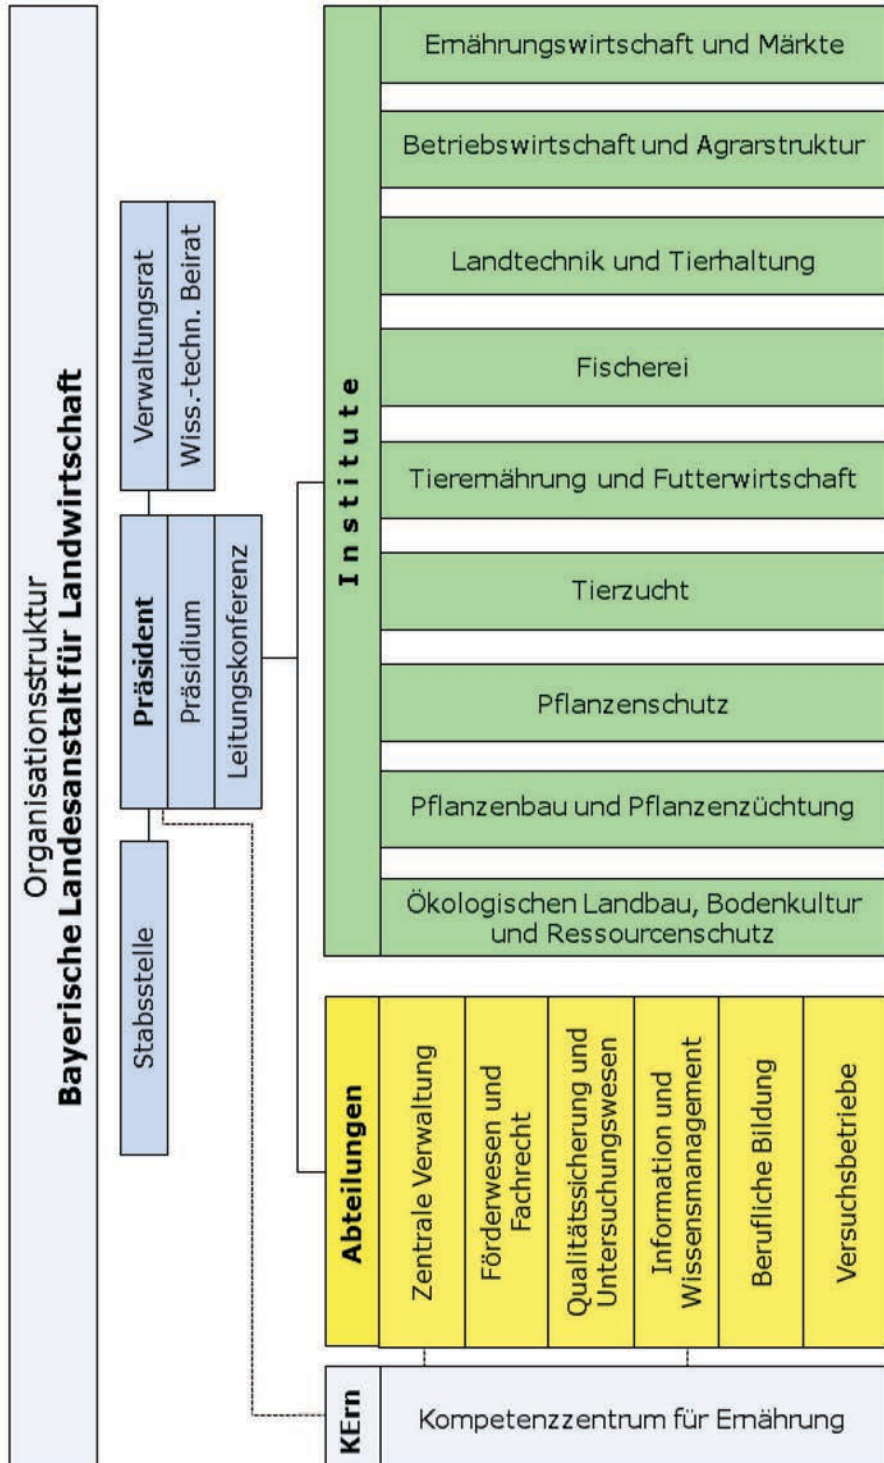 Organisationsstruktur
Bayerische Landesanstalt für Landwirtschaft
Stabsstelle
Präsident
Präsidium
Leitungskonferenz
Verwaltungsrat
Wiss.-techn. Beirat
KErn
Kompetenzzentrum für Ernährung
Abteilungen
Zentrale Verwaltung
Förderwesen und
Fachrecht
Qualitätssicherung und
Untersuchungswesen
Information und
Wissensmanagement
Berufliche Bildung
Versuchsbetriebe
Institute
Ökologischen Landbau, Bodenkultur
und Ressourcenschutz
Pflanzenbau und Pflanzenzüchtung
Pflanzenschutz
Tierzucht
Tierernährung und Futterwirtschaft
Fischerei
Landtechnik und Tierhaltung
Betriebswirtschaft und Agrarstruktur
Ernährungswirtschaft und Märkte